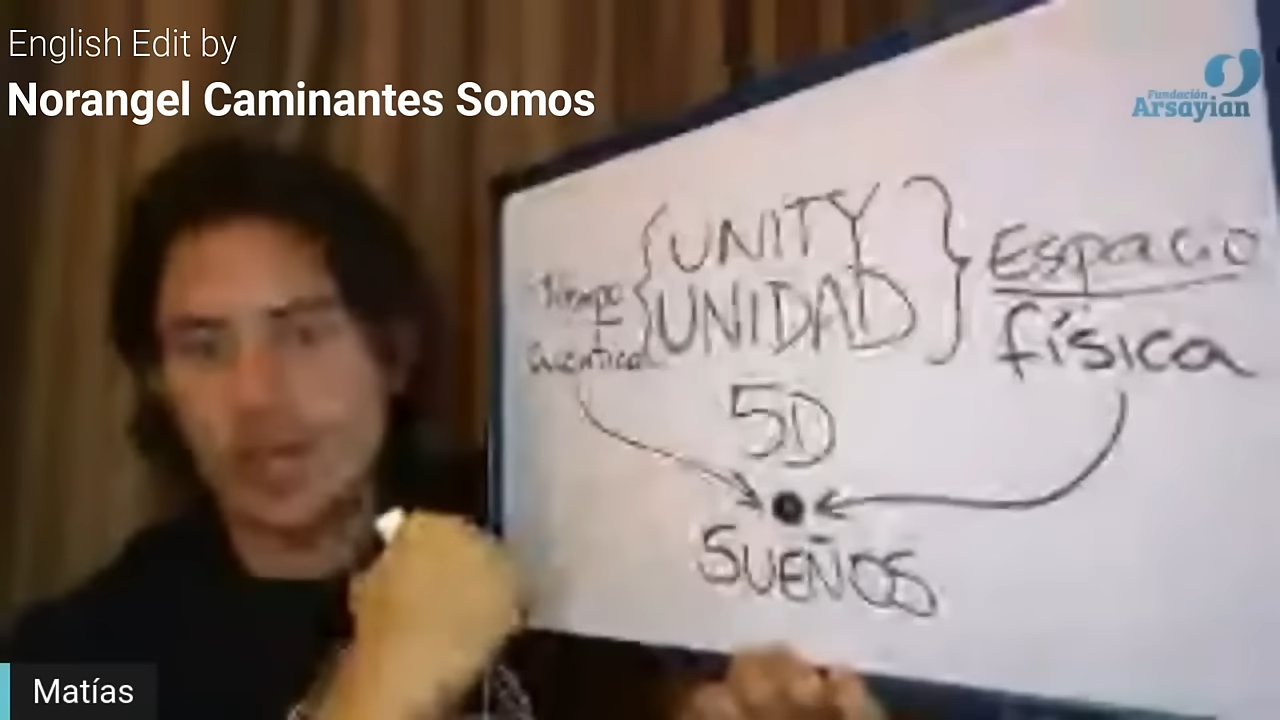 English Edit by
Norangel Caminantes Somos
Fundación
Arsayian
UNITY
UNIDAD
Tiempo
Cuántica
Espacio
física
5D
SUEÑOS
Matías